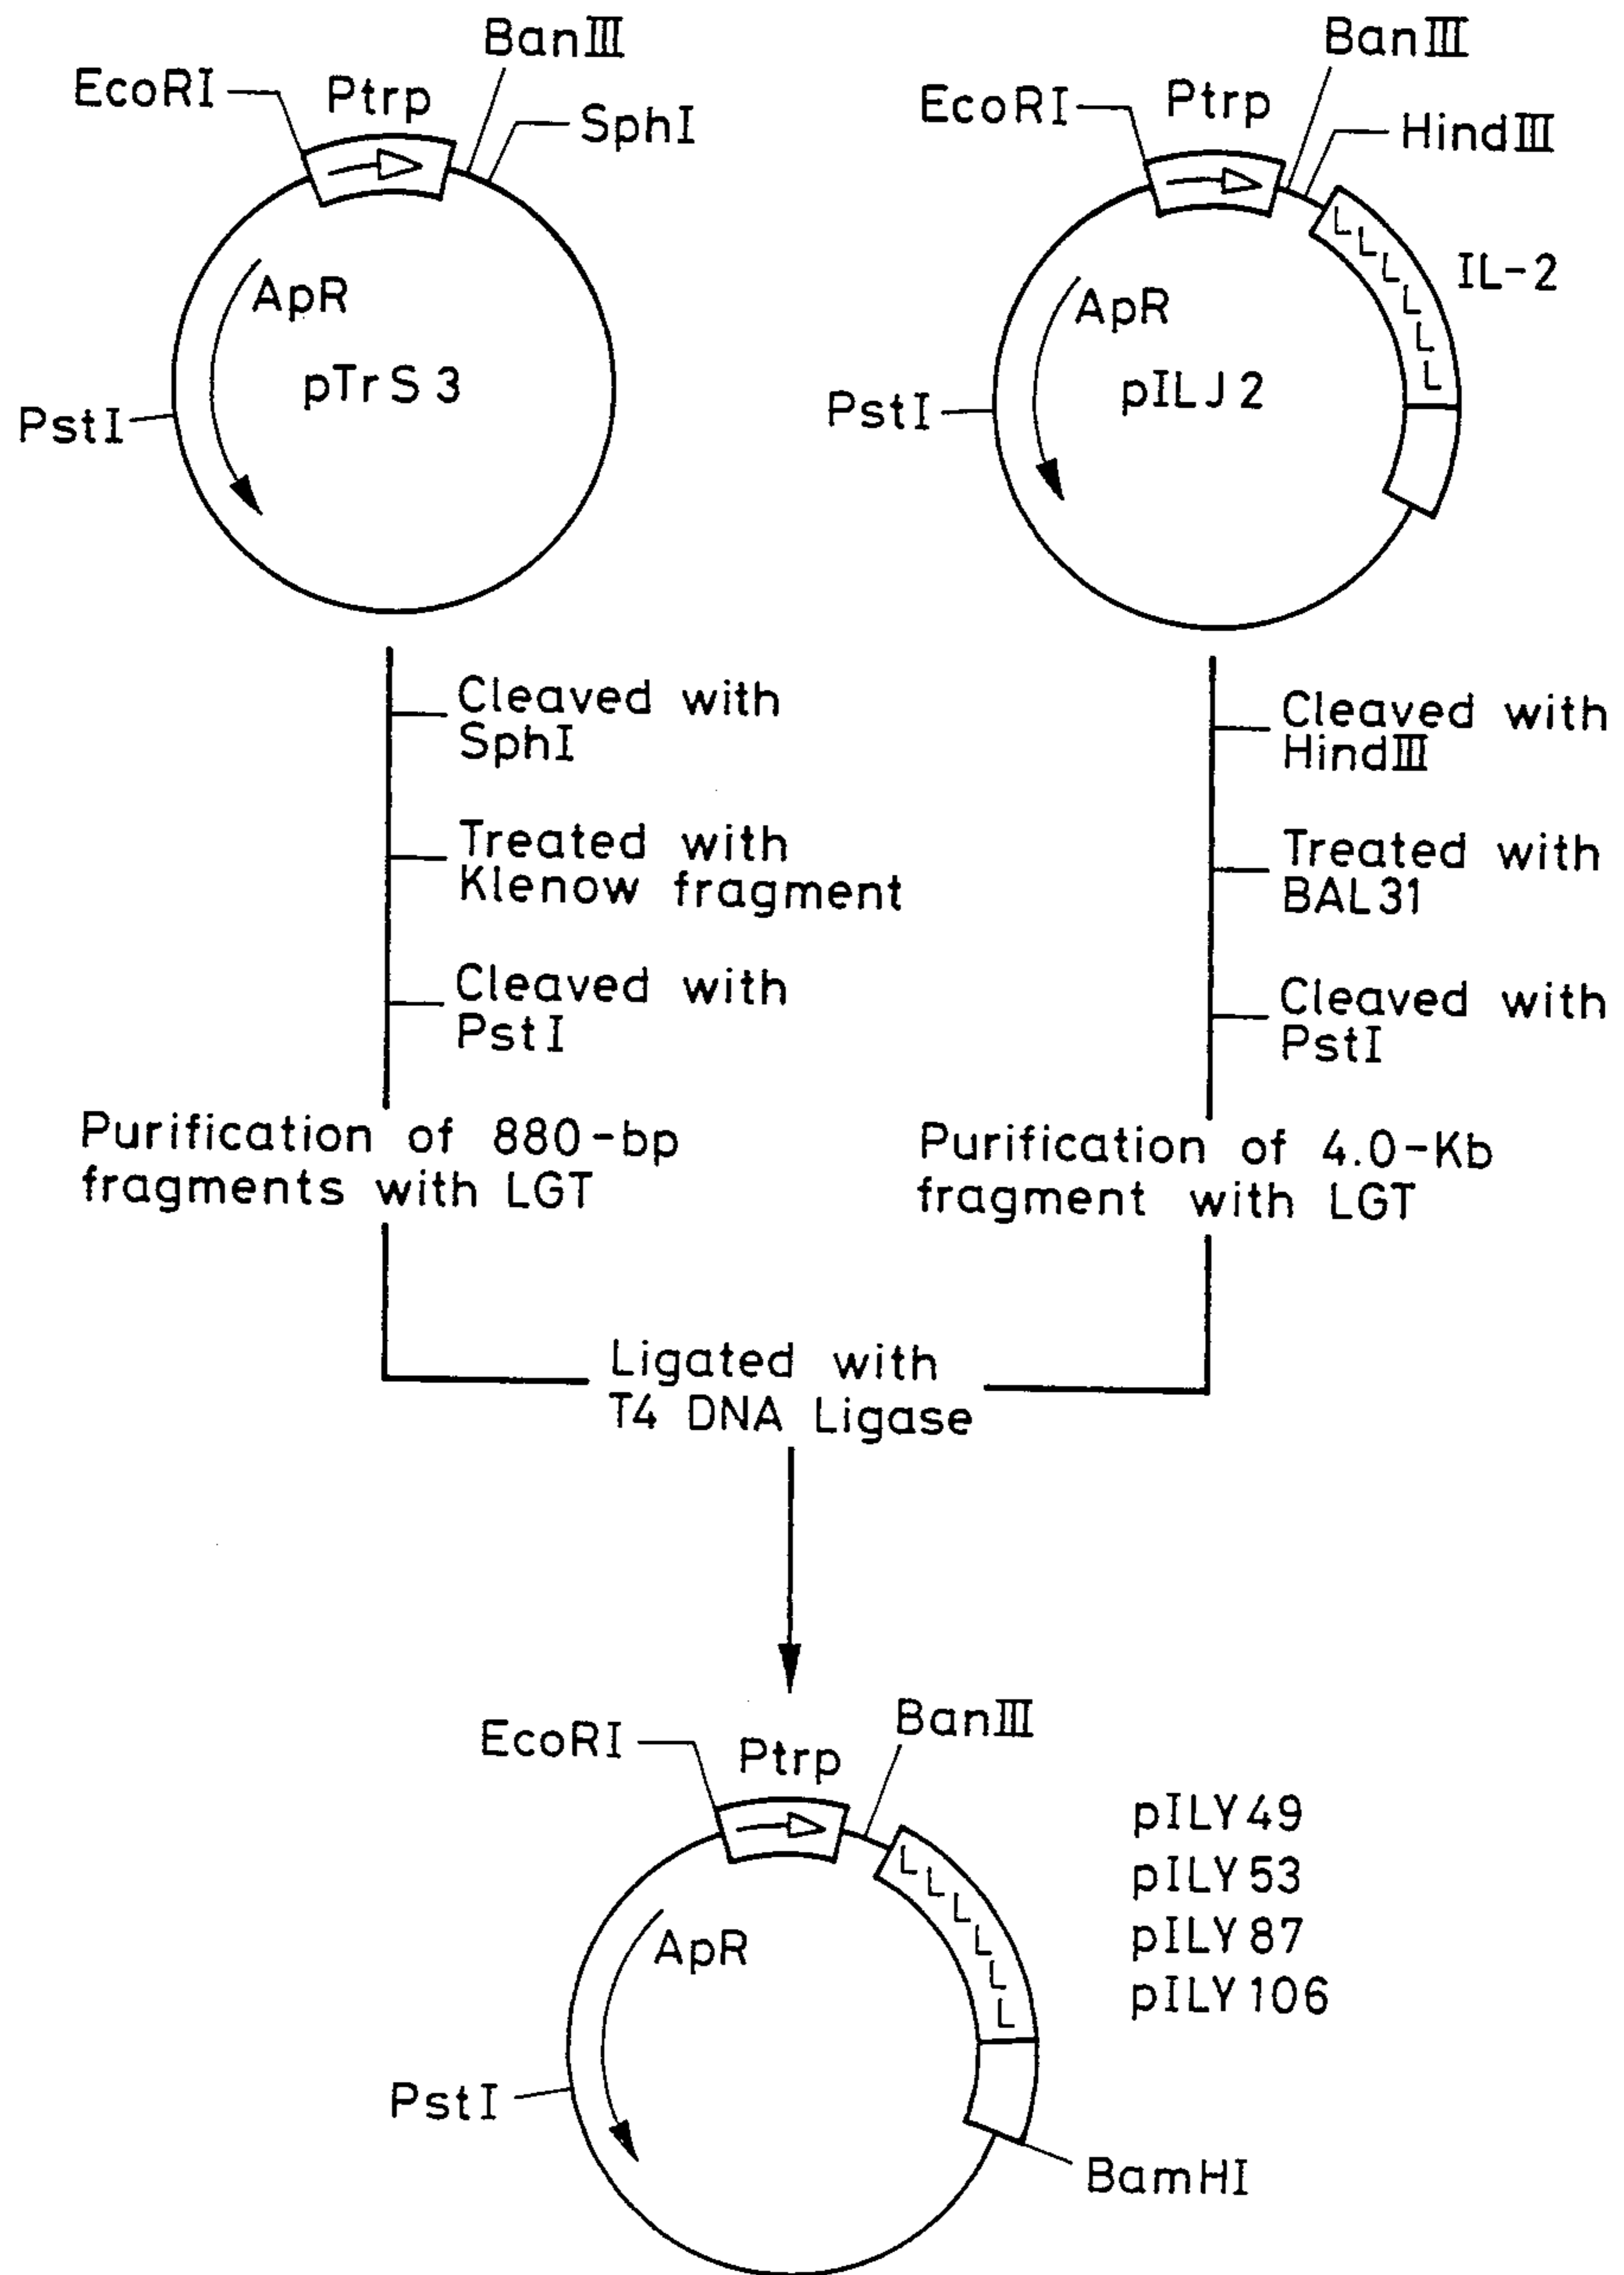 BanIII
EcoRI
Ptrp
SphI
ApR
pTrS3
PstI
BanIII
EcoRI
Ptrp
HindIII
L L L L L L
IL-2
ApR
pILJ2
PstI
Cleaved with
SphI
Treated with
Klenow fragment
Cleaved with
PstI
Purification of 880-bp
fragments with LGT
Cleaved with
HindIII
Treated with
BAL31
Cleaved with
PstI
Purification of 4.0-Kb
fragment with LGT
Ligated with
T4 DNA Ligase
BanIII
EcoRI
Ptrp
L L L L L L
pILY49
pILY53
pILY87
pILY106
ApR
PstI
BamHI